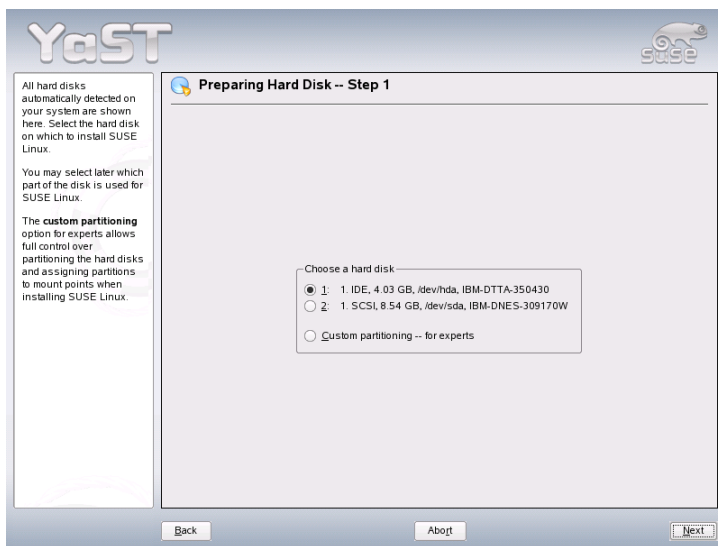 YaST
SUSE
All hard disks
automatically detected on
your system are shown
here. Select the hard disk
on which to install SUSE
Linux.
You may select later which
part of the disk is used for
SUSE Linux.
The custom partitioning
option for experts allows
full control over
partitioning the hard disks
and assigning partitions
to mount points when
installing SUSE Linux.
Preparing Hard Disk -- Step 1
Choose a hard disk
1: 1. IDE, 4.03 GB, /dev/hda, IBM-DTTA-350430
2: 1. SCSI, 8.54 GB, /dev/sda, IBM-DNES-309170W
Custom partitioning -- for experts
Back
Abort
Next